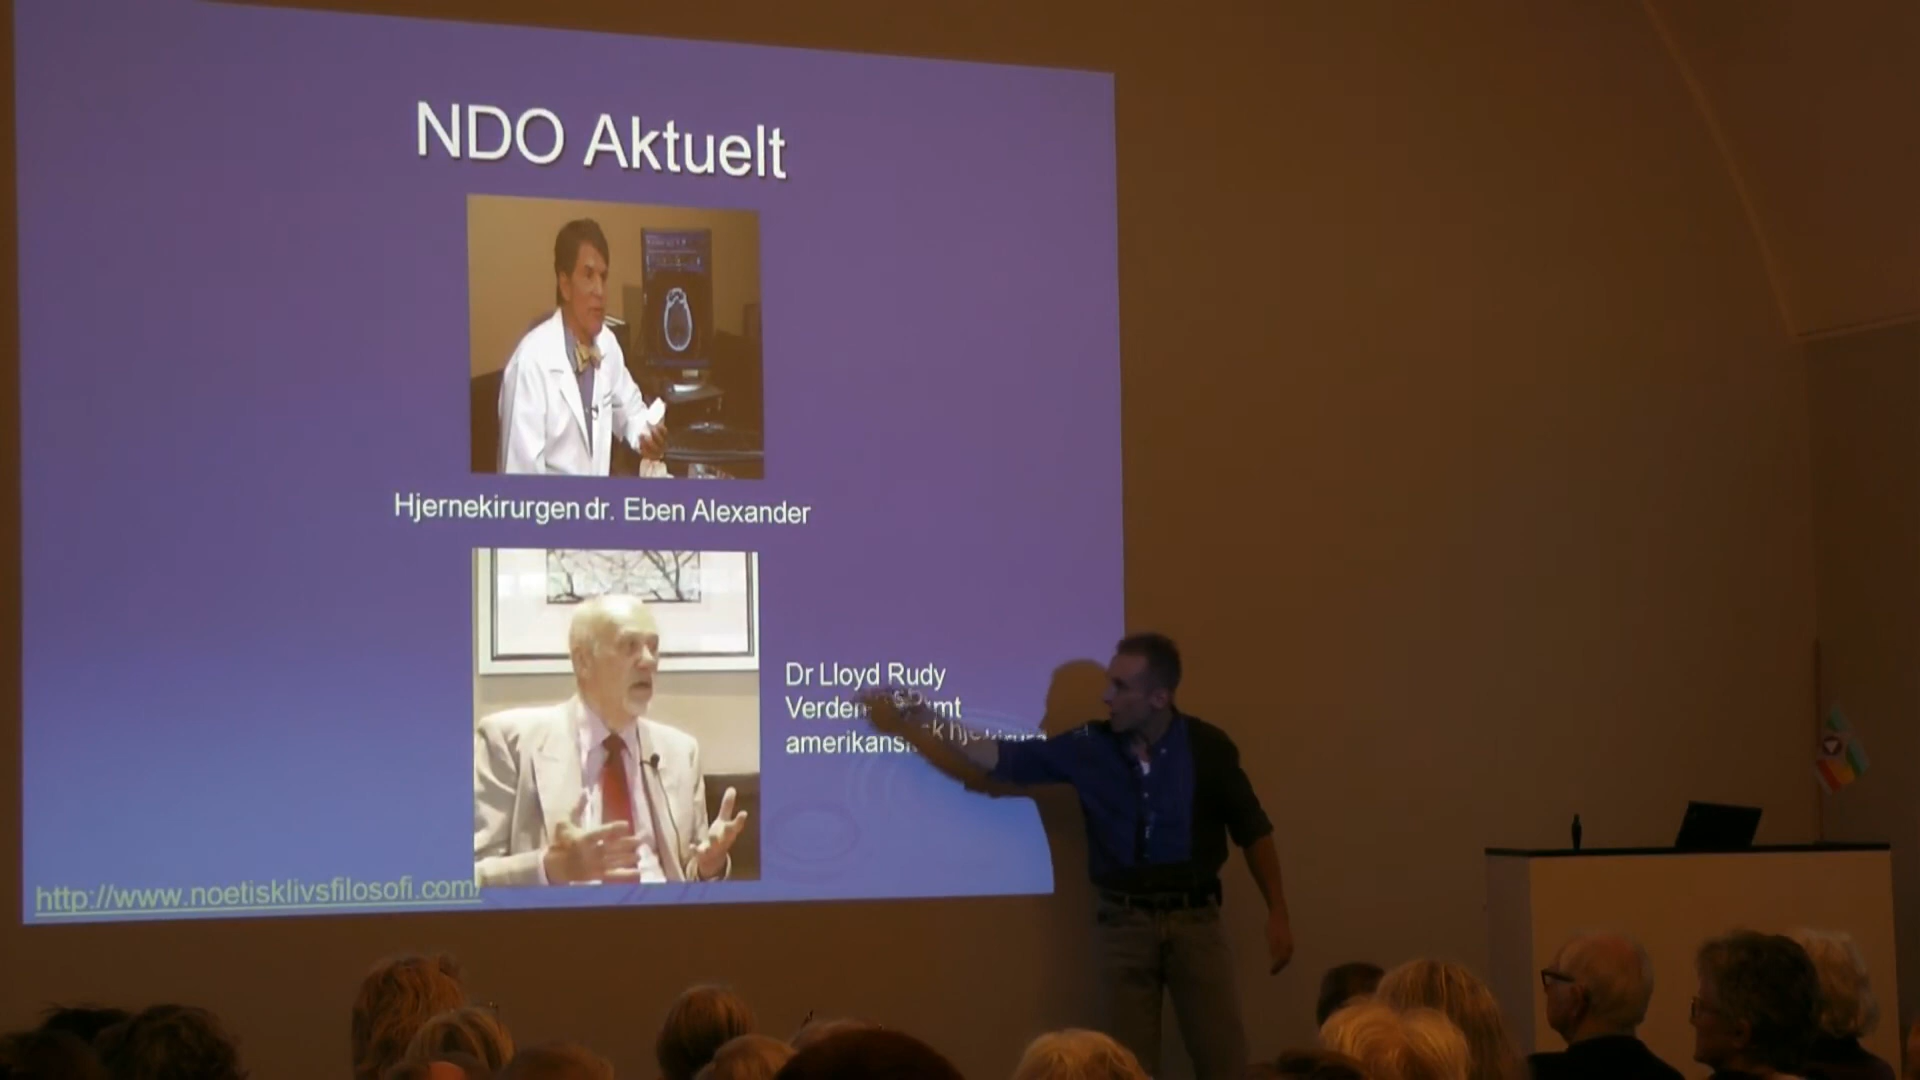 NDO Aktuelt
Hjernekirurgen dr. Eben Alexander
Dr Lloyd Rudy
http://www.noetisklivsfilosofi.com/